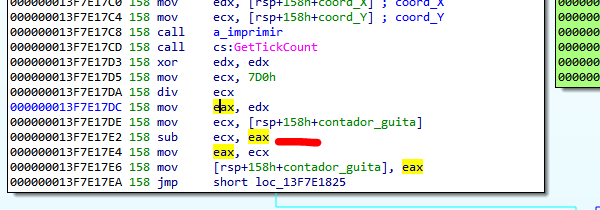 000000013F7E17C0 158 mov edx, [rsp+158h+coord_X] ; coord_X
000000013F7E17C4 158 mov ecx, [rsp+158h+coord_Y] ; coord_Y
000000013F7E17C8 158 call a_imprimir
000000013F7E17CD 158 call cs:GetTickCount
000000013F7E17D3 158 xor edx, edx
000000013F7E17D5 158 mov ecx, 7D0h
000000013F7E17DA 158 div ecx
000000013F7E17DC 158 mov eax, edx
000000013F7E17DE 158 mov ecx, [rsp+158h+contador_guita]
000000013F7E17E2 158 sub ecx, eax
000000013F7E17E4 158 mov eax, ecx
000000013F7E17E6 158 mov [rsp+158h+contador_guita], eax
000000013F7E17EA 158 jmp short loc_13F7E1825